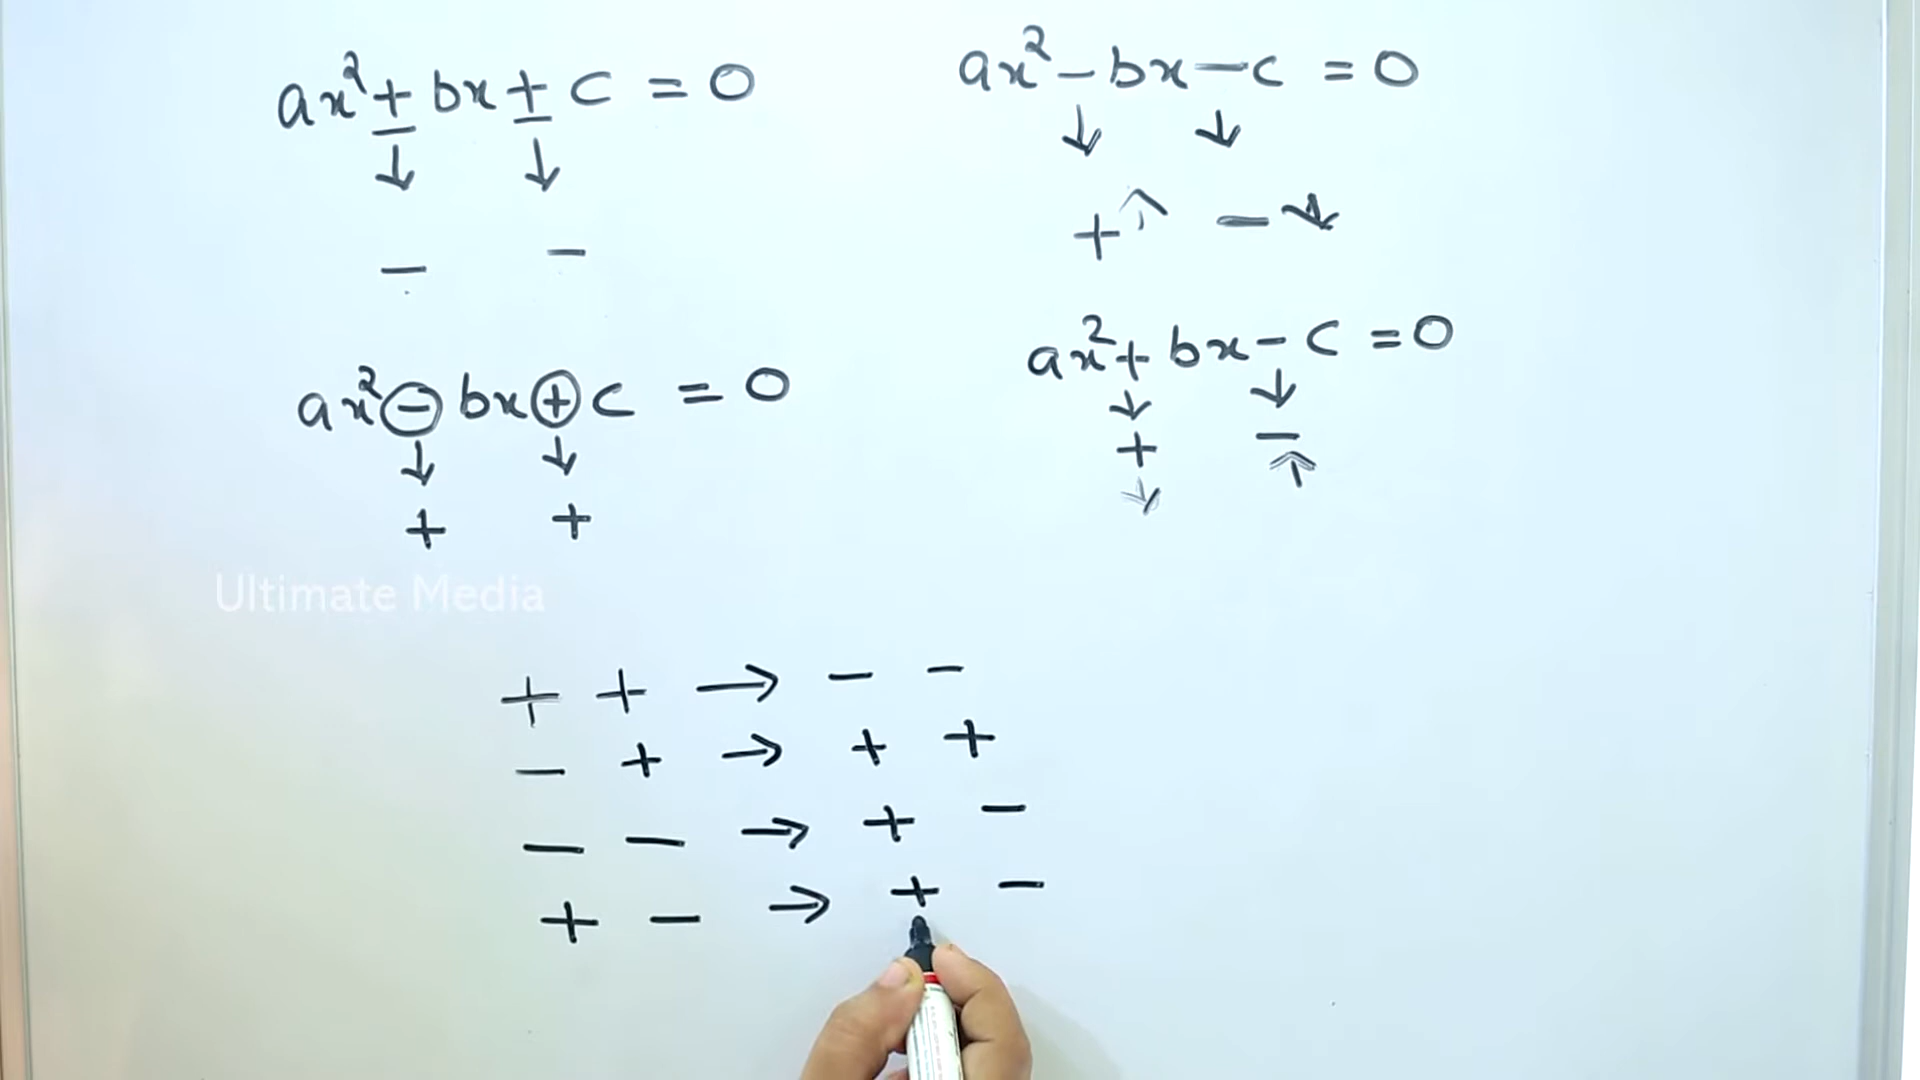 ax² + bx + c = 0
↓ ↓
− −
ax² − bx + c = 0
↓ ↓
+ +
ax² − bx − c = 0
↓ ↓
+ ↑ − ↓
ax² + bx − c = 0
↓ ↓
+ −
↓ ↑
Ultimate Media
+ + → − −
− + → + +
− − → + −
+ − → + −